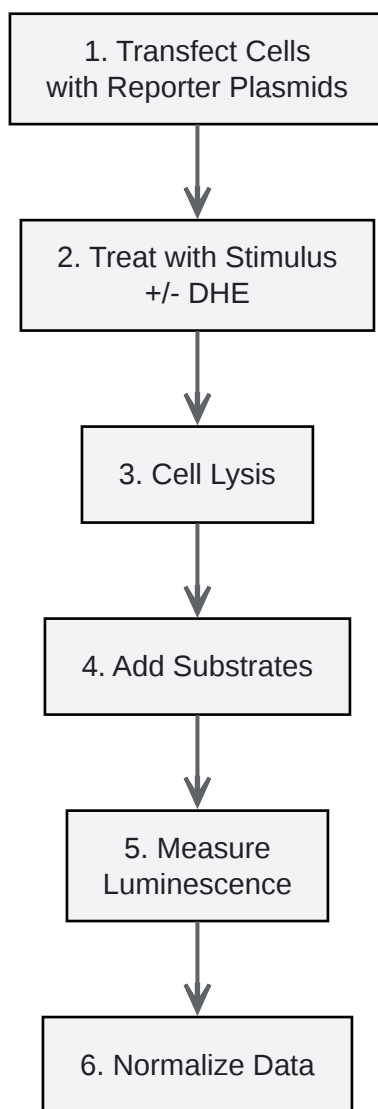 1. Transfect Cells
with Reporter Plasmids
2. Treat with Stimulus
+/- DHE
3. Cell Lysis
4. Add Substrates
5. Measure
Luminescence
6. Normalize Data